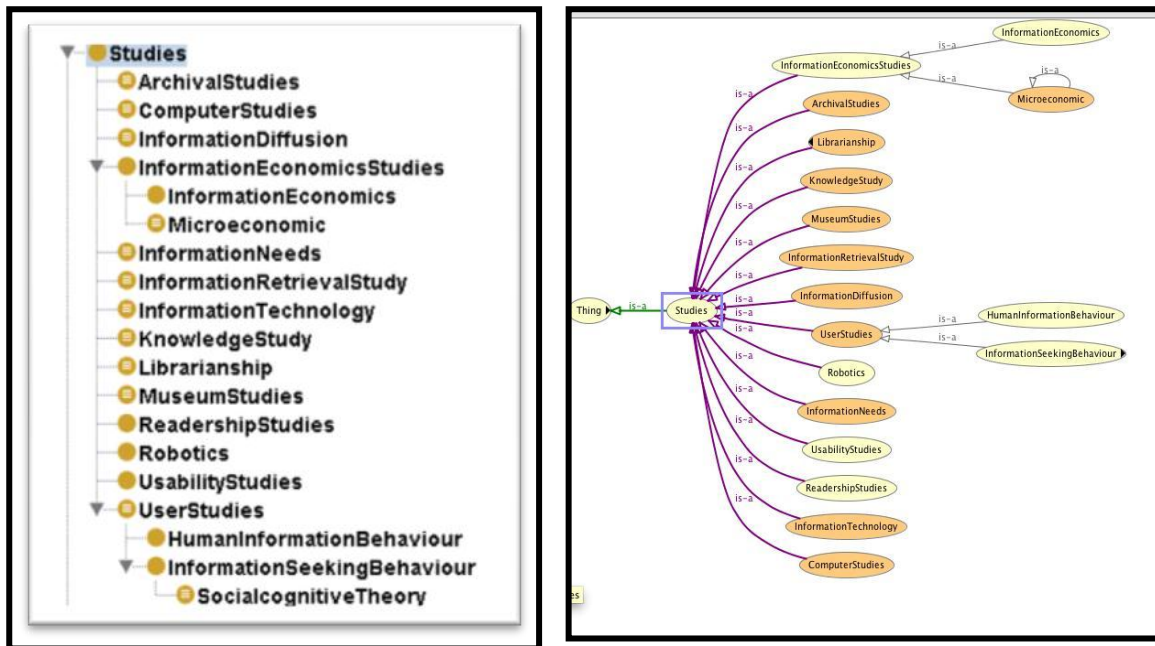 Studies
ArchivalStudies
ComputerStudies
InformationDiffusion
InformationEconomicsStudies
InformationEconomics
Microeconomic
InformationNeeds
InformationRetrievalStudy
InformationTechnology
KnowledgeStudy
Librarianship
MuseumStudies
ReadershipStudies
Robotics
UsabilityStudies
UserStudies
HumanInformationBehaviour
InformationSeekingBehaviour
SocialcognitiveTheory
InformationEconomics
is-a
InformationEconomicsStudies
is-a
is-a
Microeconomic
is-a
ArchivalStudies
is-a
Librarianship
is-a
KnowledgeStudy
is-a
MuseumStudies
is-a
InformationRetrievalStudy
is-a
InformationDiffusion
is-a
Thing
is-a
Studies
is-a
UserStudies
is-a
HumanInformationBehaviour
is-a
InformationSeekingBehaviour
is-a
Robotics
is-a
InformationNeeds
is-a
UsabilityStudies
is-a
ReadershipStudies
is-a
InformationTechnology
is-a
ComputerStudies
is-a
es